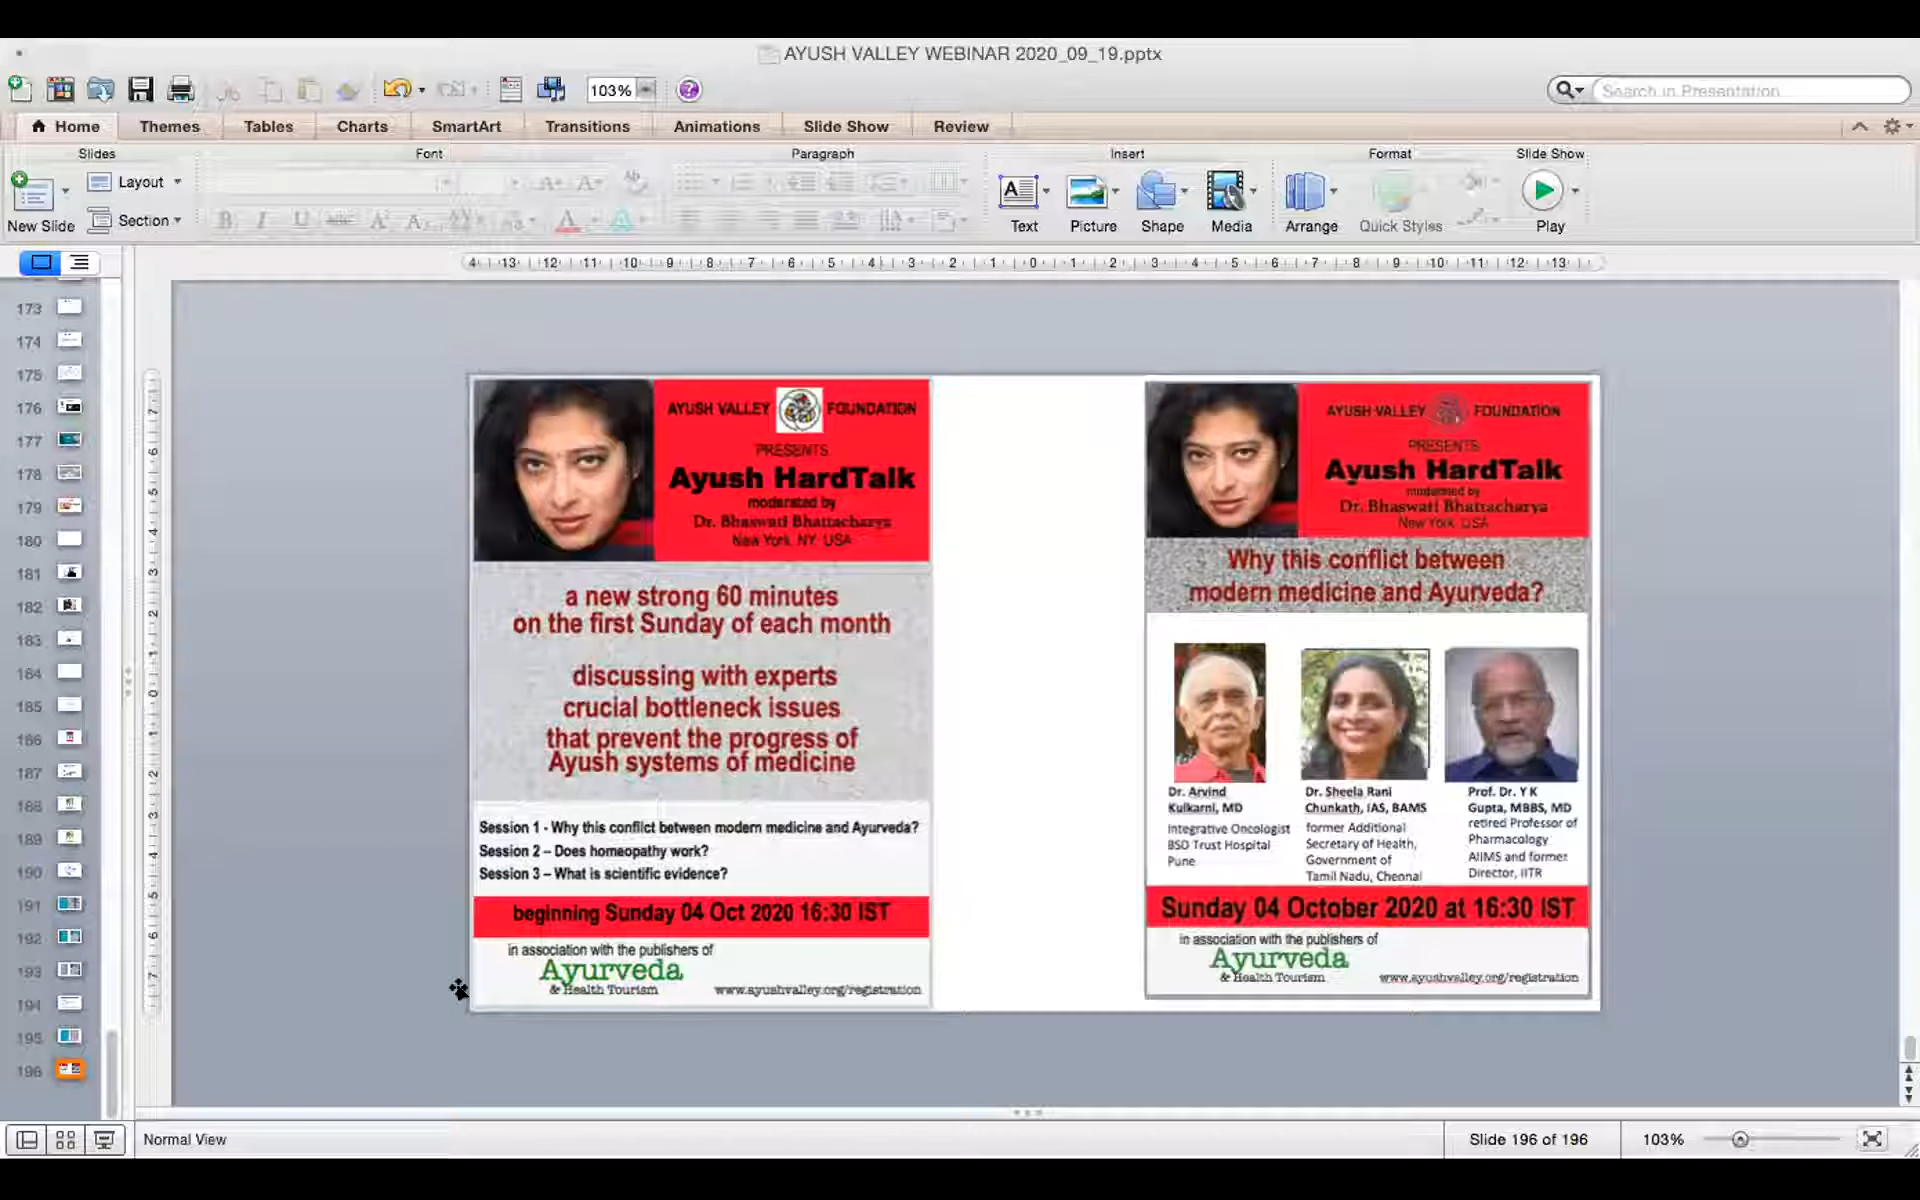 AYUSH VALLEY WEBINAR 2020_09_19.pptx
103%
Search in Presentation
Home Themes Tables Charts SmartArt Transitions Animations Slide Show Review
Slides Font Paragraph Insert Format Slide Show
New Slide Layout Section
Text Picture Shape Media Arrange Quick Styles Play
173
174
175
176
177
178
179
180
181
182
183
184
185
186
187
188
189
190
191
192
193
194
195
196
AYUSH VALLEY FOUNDATION
PRESENTS
Ayush HardTalk
moderated by
Dr. Bhaswati Bhattacharya
New York, NY USA
a new strong 60 minutes
on the first Sunday of each month
discussing with experts
crucial bottleneck issues
that prevent the progress of
Ayush systems of medicine
Session 1 - Why this conflict between modern medicine and Ayurveda?
Session 2 – Does homeopathy work?
Session 3 – What is scientific evidence?
beginning Sunday 04 Oct 2020 16:30 IST
in association with the publishers of
Ayurveda
& Health Tourism
www.ayushvalley.org/registration
AYUSH VALLEY FOUNDATION
PRESENTS
Ayush HardTalk
moderated by
Dr. Bhaswati Bhattacharya
New York, USA
Why this conflict between
modern medicine and Ayurveda?
Dr. Arvind
Kulkarni, MD
Integrative Oncologist
BSD Trust Hospital
Pune
Dr. Sheela Rani
Chunkath, IAS, BAMS
former Additional
Secretary of Health,
Government of
Tamil Nadu, Chennai
Prof. Dr. Y K
Gupta, MBBS, MD
retired Professor of
Pharmacology
AIIMS and former
Director, IITR
Sunday 04 October 2020 at 16:30 IST
in association with the publishers of
Ayurveda
& Health Tourism
www.ayushvalley.org/registration
Normal View
Slide 196 of 196
103%